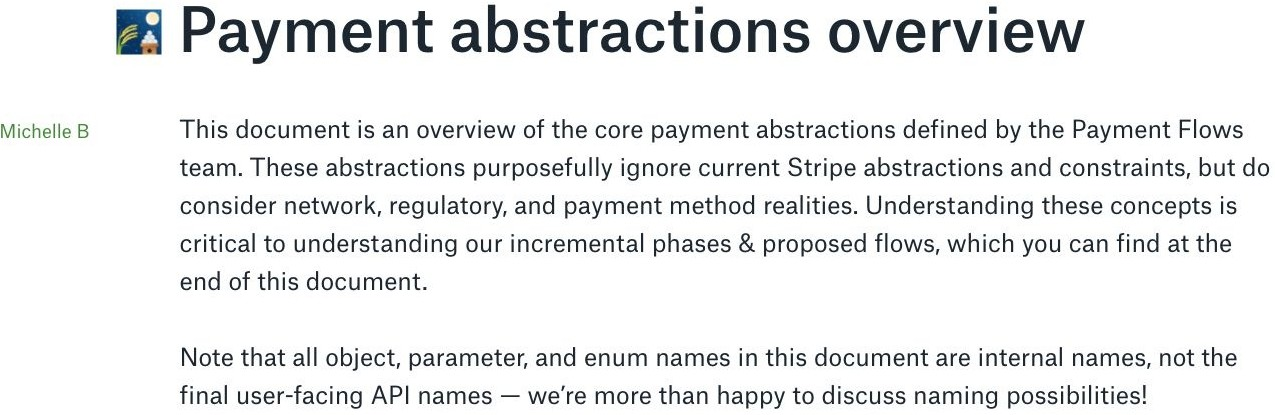 Payment abstractions overview
Michelle B
This document is an overview of the core payment abstractions defined by the Payment Flows
team. These abstractions purposefully ignore current Stripe abstractions and constraints, but do
consider network, regulatory, and payment method realities. Understanding these concepts is
critical to understanding our incremental phases & proposed flows, which you can find at the
end of this document.
Note that all object, parameter, and enum names in this document are internal names, not the
final user-facing API names — we’re more than happy to discuss naming possibilities!